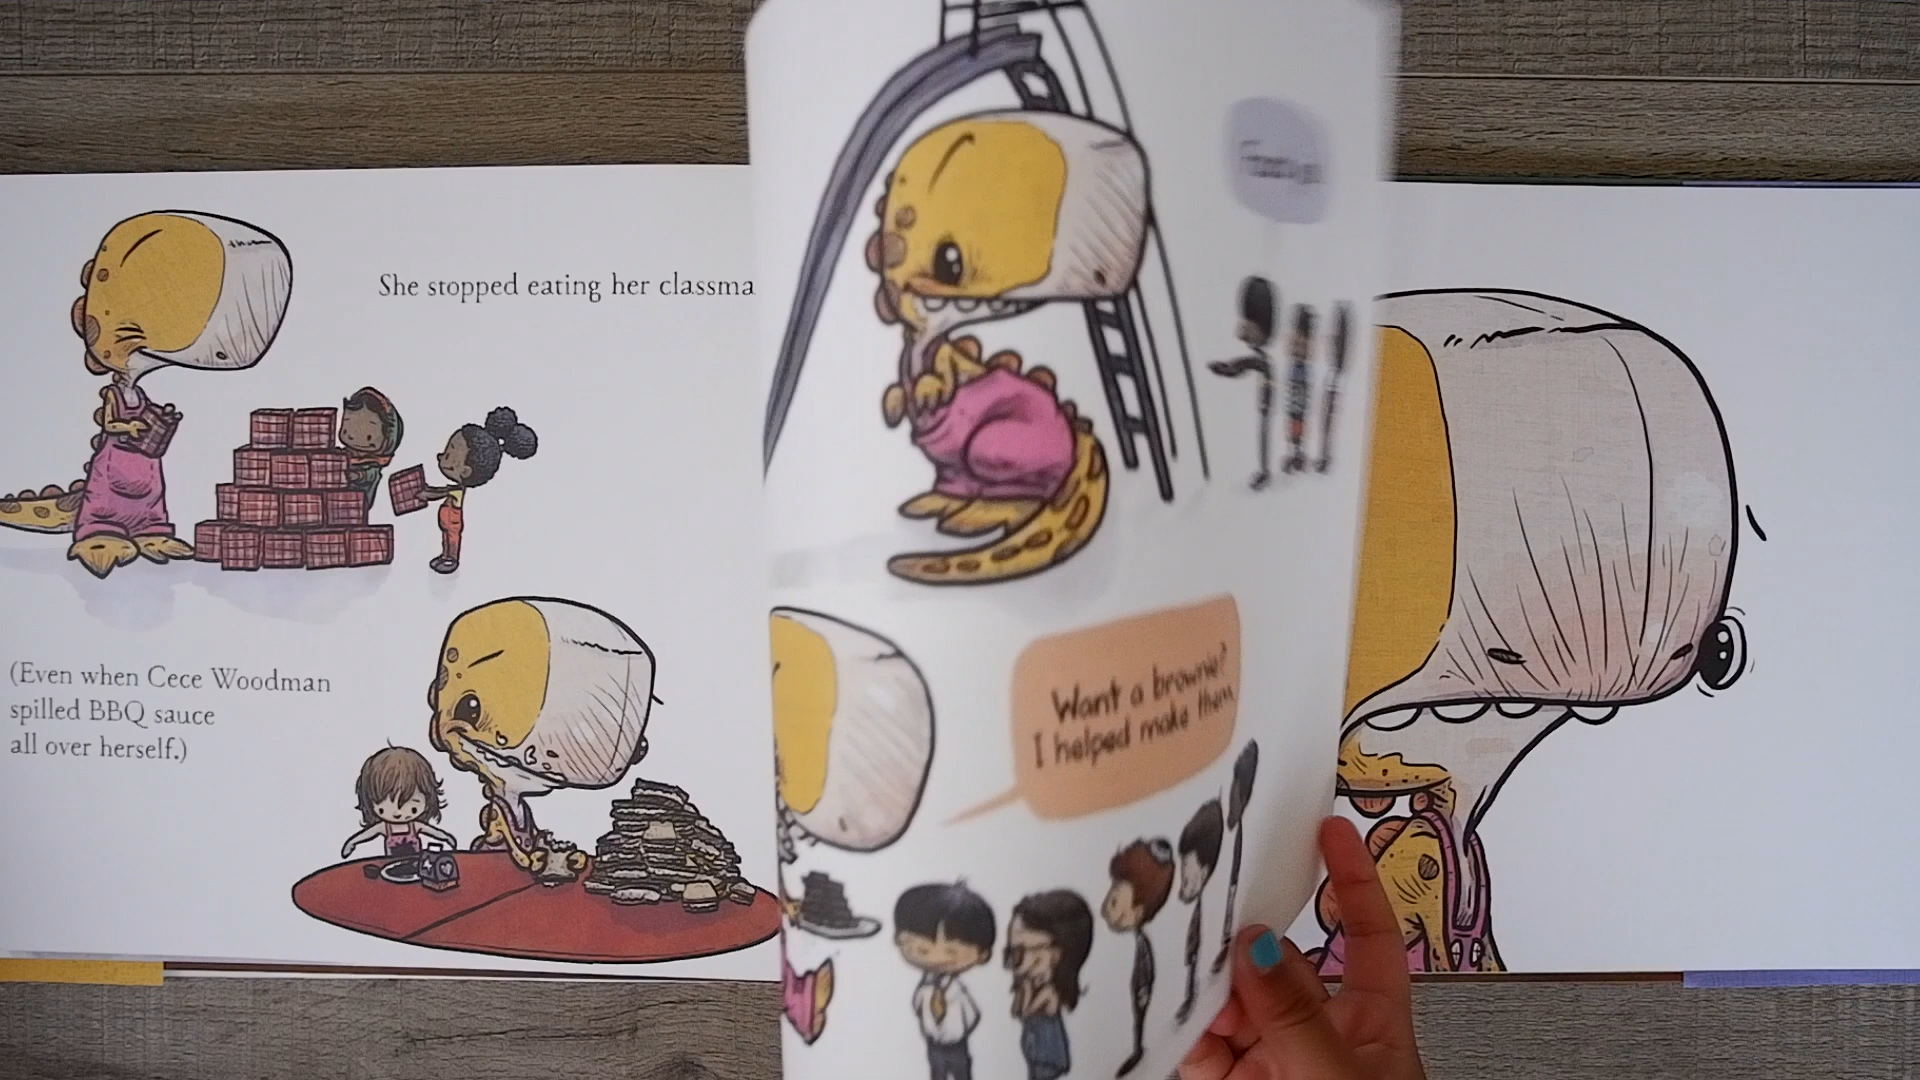 She stopped eating her classma
(Even when Cece Woodman
spilled BBQ sauce
all over herself.)
Want a brownie?
I helped make them